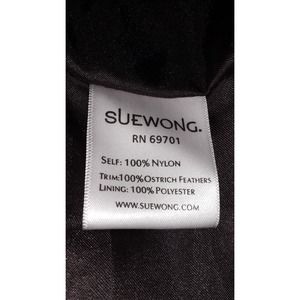 SUEWONG.
RN 69701
SELF: 100% NYLON
TRIM:100% OSTRICH FEATHERS
LINING: 100% POLYESTER
WWW.SUEWONG.COM